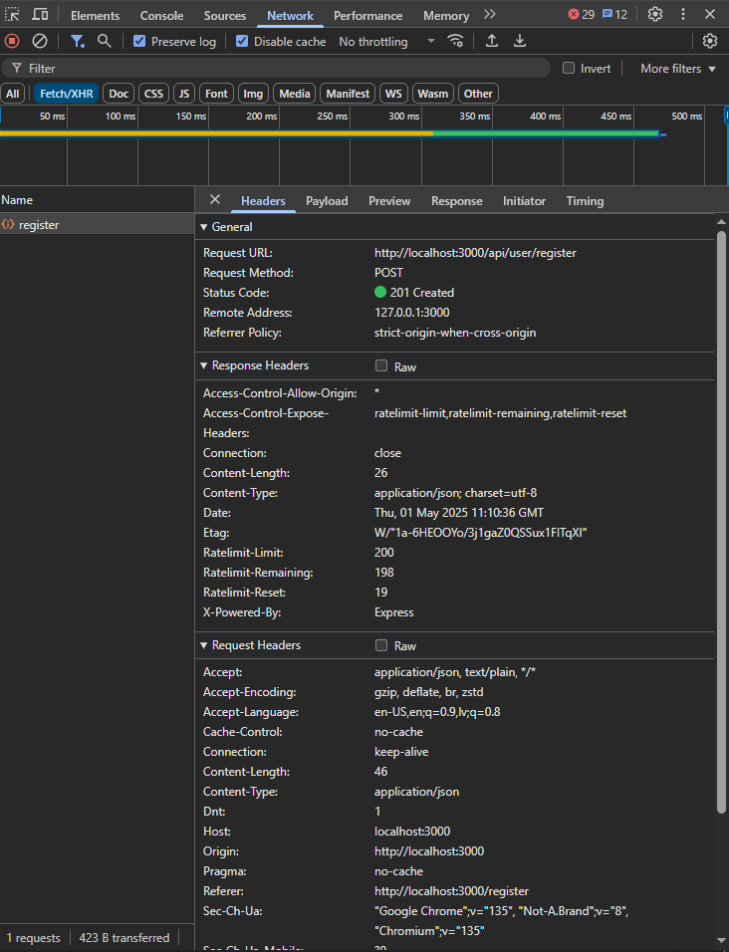 Elements Console Sources Network Performance Memory 29 12
Preserve log Disable cache No throttling
Filter Invert More filters
All Fetch/XHR Doc CSS JS Font Img Media Manifest WS Wasm Other
50 ms 100 ms 150 ms 200 ms 250 ms 300 ms 350 ms 400 ms 450 ms 500 ms
Name Headers Payload Preview Response Initiator Timing
register
General
Request URL: http://localhost:3000/api/user/register
Request Method: POST
Status Code: 201 Created
Remote Address: 127.0.0.1:3000
Referrer Policy: strict-origin-when-cross-origin
Response Headers Raw
Access-Control-Allow-Origin: *
Access-Control-Expose- ratelimit-limit,ratelimit-remaining,ratelimit-reset
Headers:
Connection: close
Content-Length: 26
Content-Type: application/json; charset=utf-8
Date: Thu, 01 May 2025 11:10:36 GMT
Etag: W/"1a-6HEOOYo/3j1gaZ0QSSux1FlTqXI"
Ratelimit-Limit: 200
Ratelimit-Remaining: 198
Ratelimit-Reset: 19
X-Powered-By: Express
Request Headers Raw
Accept: application/json, text/plain, */*
Accept-Encoding: gzip, deflate, br, zstd
Accept-Language: en-US,en;q=0.9,lv;q=0.8
Cache-Control: no-cache
Connection: keep-alive
Content-Length: 46
Content-Type: application/json
Dnt: 1
Host: localhost:3000
Origin: http://localhost:3000
Pragma: no-cache
Referer: http://localhost:3000/register
Sec-Ch-Ua: "Google Chrome";v="135", "Not-A.Brand";v="8",
"Chromium";v="135"
1 requests 423 B transferred